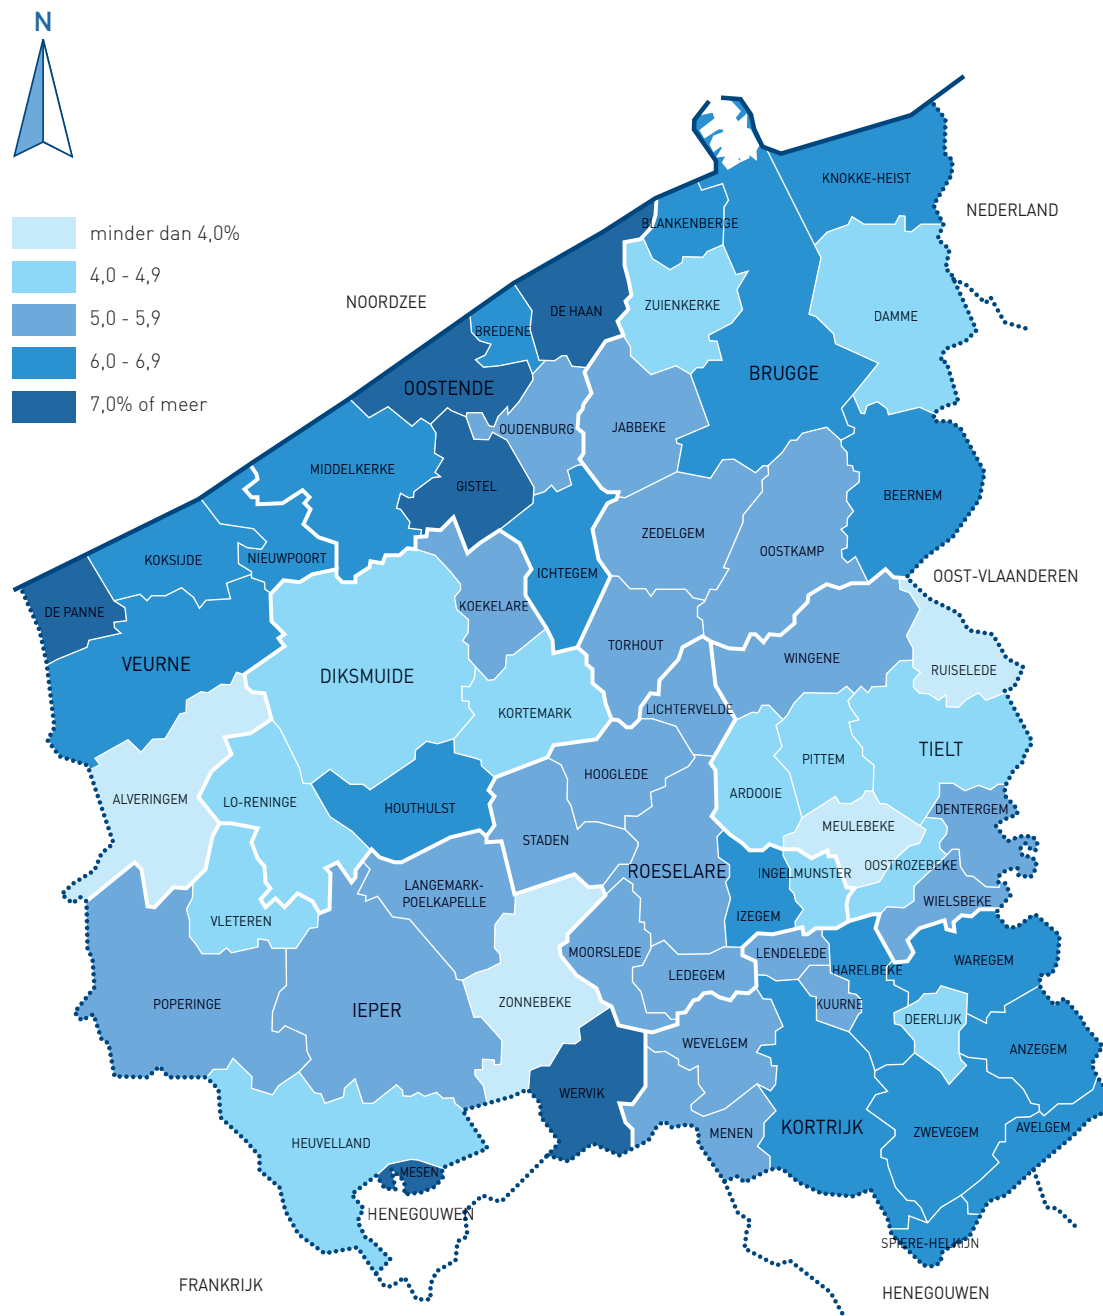 N
KNOKKE-HEIST
NEDERLAND
BLANKENBERGE
minder dan 4,0%
4,0 - 4,9
5,0 - 5,9
6,0 - 6,9
7,0% of meer
NOORDZEE
ZUIENKERKE
DE HAAN
DAMME
BREDENE
BRUGGE
OOSTENDE
OUDENBURG
JABBEKE
MIDDELKERKE
GISTEL
BEERNEM
ZEDELGEM
OOSTKAMP
KOKSIJDE
NIEUWPOORT
ICHTEGEM
OOST-VLAANDEREN
DE PANNE
KOEKELARE
TORHOUT
VEURNE
WINGENE
RUISELEDE
DIKSMUIDE
KORTEMARK
LICHTERVELDE
TIELT
PITTEM
HOOGLEDE
ARDOOIE
ALVERINGEM
LO-RENINGE
HOUTHULST
DENTERGEM
MEULEBEKE
STADEN
OOSTROZEBEKE
ROESELARE
INGELMUNSTER
LANGEMARK-
POELKAPELLE
WIELSBEKE
IZEGEM
VLETEREN
MOORSLEDE
LENDELEDE
WAREGEM
HARELBEKE
LEDEGEM
POPERINGE
ZONNEBEKE
KUURNE
IEPER
DEERLIJK
WEVELGEM
ANZEGEM
WERVIK
KORTRIJK
AVELGEM
MENEN
ZWEVEGEM
HEUVELLAND
MESEN
HENEGOUWEN
SPIERE-HELKIJN
FRANKRIJK
HENEGOUWEN